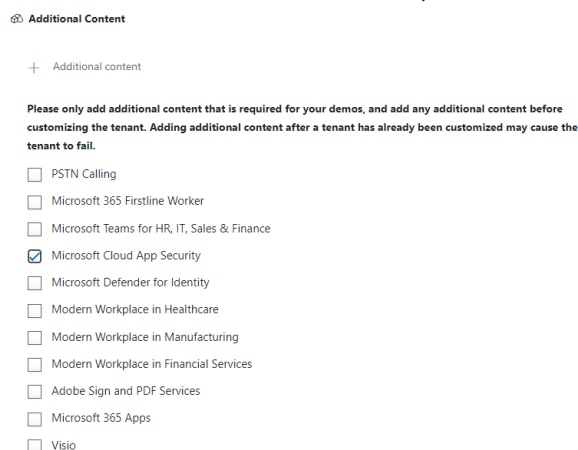 Additional Content
Additional content
Please only add additional content that is required for your demos, and add any additional content before
customizing the tenant. Adding additional content after a tenant has already been customized may cause the
tenant to fail.
PSTN Calling
Microsoft 365 Firstline Worker
Microsoft Teams for HR, IT, Sales & Finance
Microsoft Cloud App Security
Microsoft Defender for Identity
Modern Workplace in Healthcare
Modern Workplace in Manufacturing
Modern Workplace in Financial Services
Adobe Sign and PDF Services
Microsoft 365 Apps
Visio